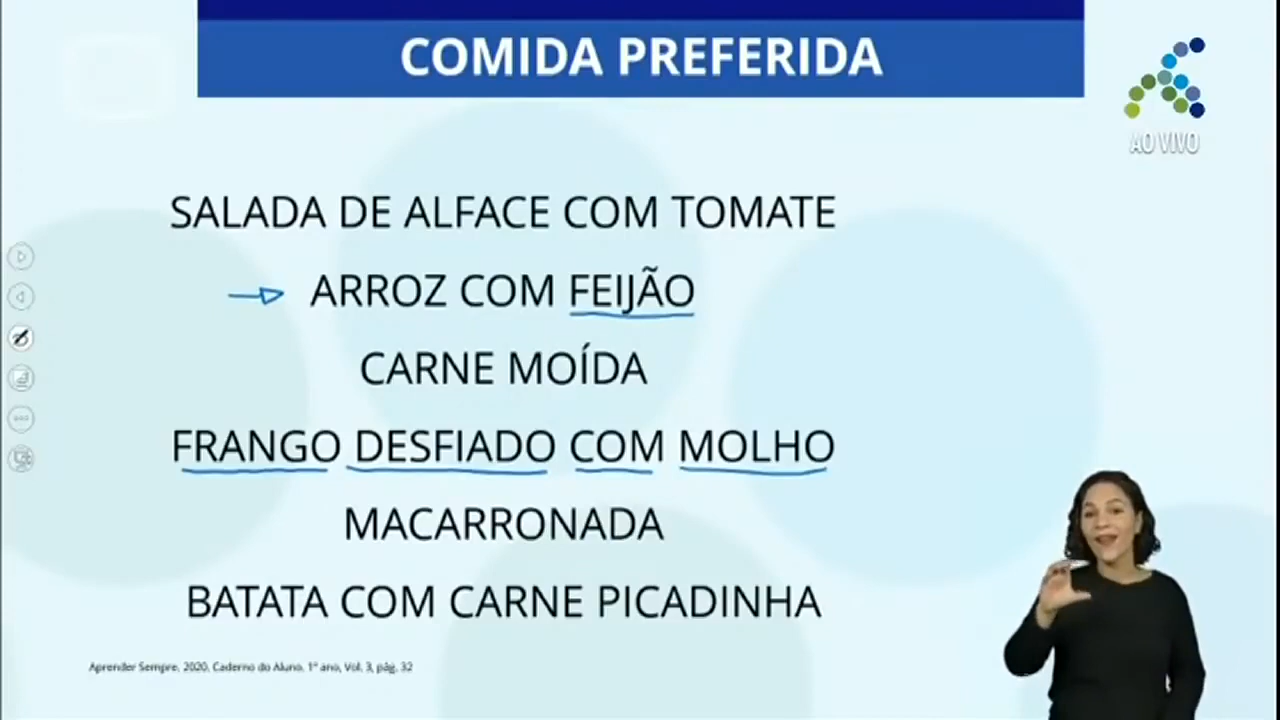 COMIDA PREFERIDA
AO VIVO
SALADA DE ALFACE COM TOMATE
ARROZ COM FEIJÃO
CARNE MOÍDA
FRANGO DESFIADO COM MOLHO
MACARRONADA
BATATA COM CARNE PICADINHA
Aprender Sempre, 2020. Caderno do Aluno. 1º ano, Vol. 3, pág. 32